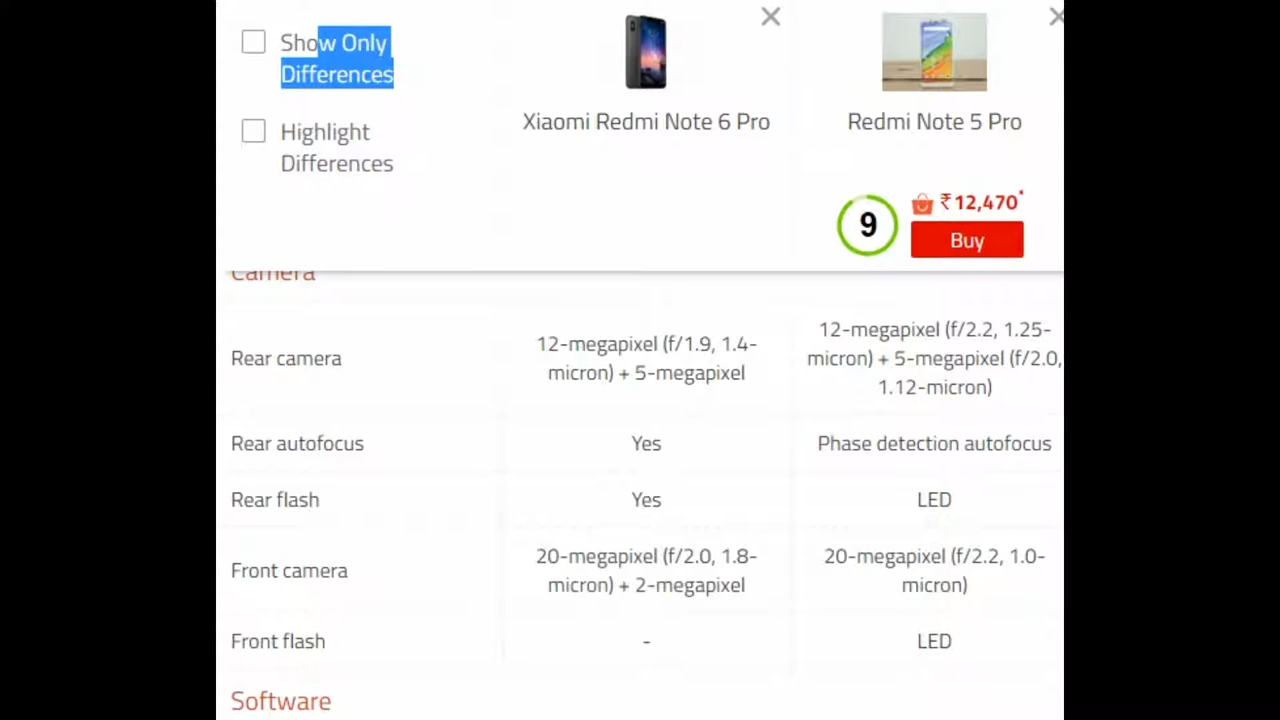 Show Only
Differences
Highlight
Differences
Xiaomi Redmi Note 6 Pro
Redmi Note 5 Pro
9
₹12,470*
Buy
Camera
Rear camera
12-megapixel (f/1.9, 1.4-
micron) + 5-megapixel
12-megapixel (f/2.2, 1.25-
micron) + 5-megapixel (f/2.0,
1.12-micron)
Rear autofocus
Yes
Phase detection autofocus
Rear flash
Yes
LED
Front camera
20-megapixel (f/2.0, 1.8-
micron) + 2-megapixel
20-megapixel (f/2.2, 1.0-
micron)
Front flash
-
LED
Software